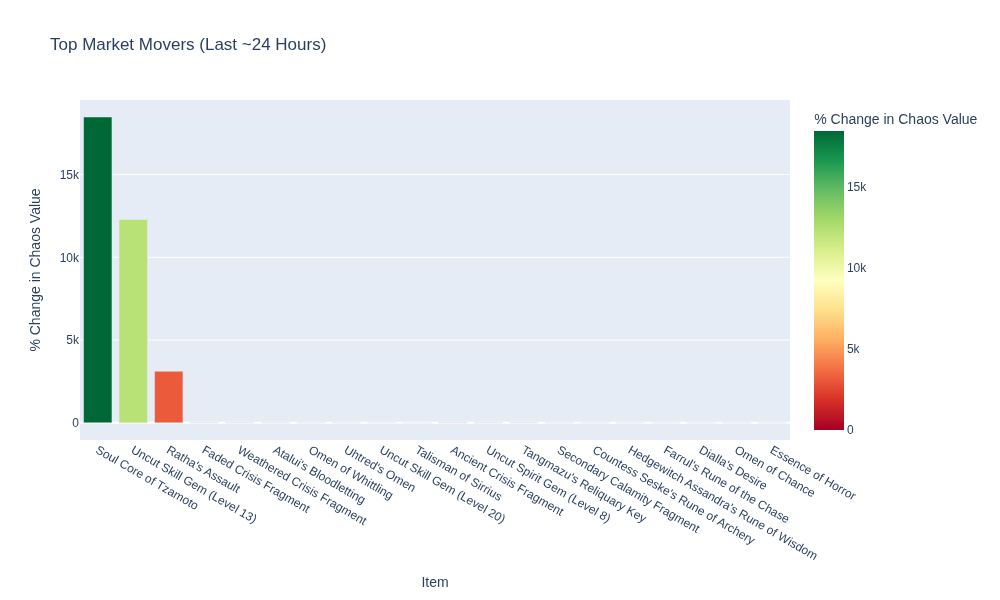 Top Market Movers (Last ~24 Hours)
% Change in Chaos Value
15k
10k
5k
0
% Change in Chaos Value
15k
10k
5k
0
Soul Core of Tzamoto
Uncut Skill Gem (Level 13)
Ratha's Assault
Faded Crisis Fragment
Weathered Crisis Fragment
Atalui's Bloodletting
Omen of Whittling
Uhtred's Omen
Uncut Skill Gem (Level 20)
Talisman of Sirrius
Ancient Crisis Fragment
Uncut Spirit Gem (Level 8)
Tangmazu's Reliquary Key
Secondary Calamity Fragment
Countess Seske's Rune of Archery
Hedgewitch Assandra's Rune of Wisdom
Farrul's Rune of the Chase
Dialla's Desire
Omen of Chance
Essence of Horror
Item